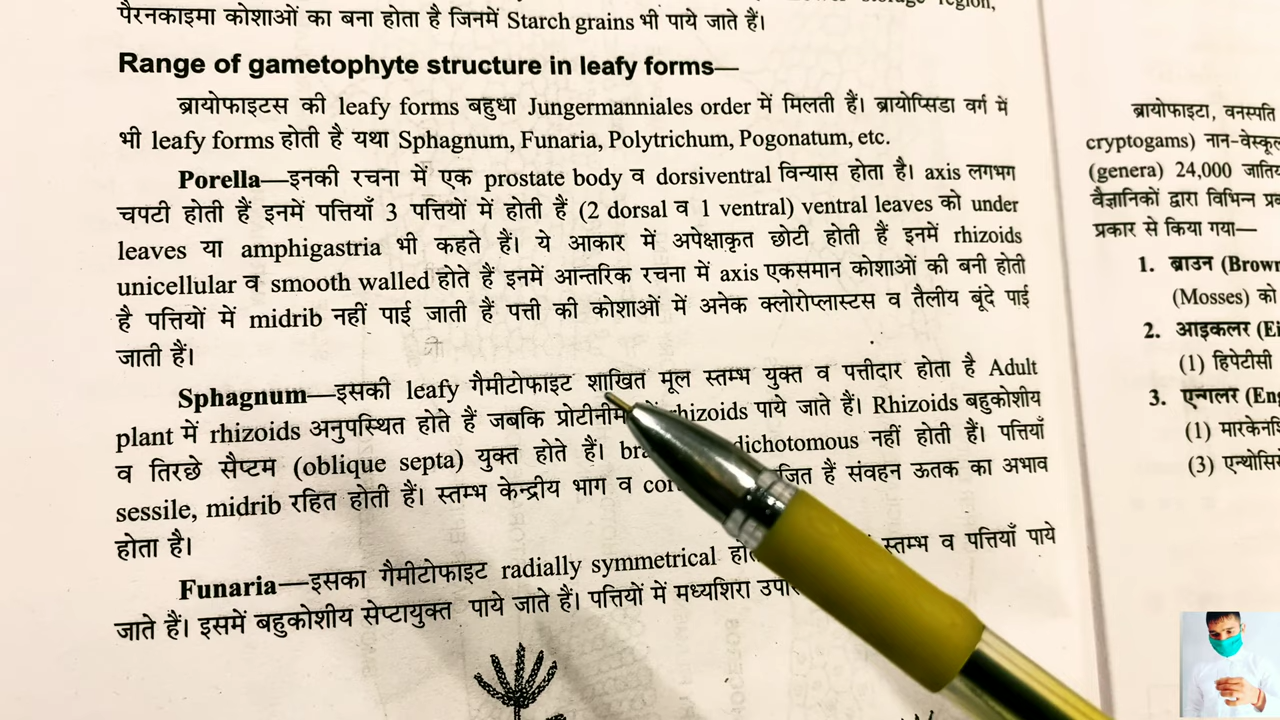 पैरनकाइमा कोशाओं का बना होता है जिनमें Starch grains भी पाये जाते हैं।
Range of gametophyte structure in leafy forms—
ब्रायोफाइटस की leafy forms बहुधा Jungermanniales order में मिलती हैं। ब्रायोप्सिडा वर्ग में
भी leafy forms होती है यथा Sphagnum, Funaria, Polytrichum, Pogonatum, etc.
Porella—इनकी रचना में एक prostate body व dorsiventral विन्यास होता है। axis लगभग
चपटी होती हैं इनमें पत्तियाँ 3 पत्तियों में होती हैं (2 dorsal व 1 ventral) ventral leaves को under
leaves या amphigastria भी कहते हैं। ये आकार में अपेक्षाकृत छोटी होती हैं इनमें rhizoids
unicellular व smooth walled होते हैं इनमें आन्तरिक रचना में axis एकसमान कोशाओं की बनी होती
है पत्तियों में midrib नहीं पाई जाती हैं पत्ती की कोशाओं में अनेक क्लोरोप्लास्टस व तैलीय बूंदे पाई
जाती हैं।
Sphagnum—इसकी leafy गैमीटोफाइट शाखित मूल स्तम्भ युक्त व पत्तीदार होता है Adult
plant में rhizoids अनुपस्थित होते हैं जबकि rhizoids पाये जाते हैं। Rhizoids बहुकोशीय
व तिरछे सैप्टम (oblique septa) युक्त होते हैं। dichotomous नहीं होती हैं। पत्तियाँ
sessile, midrib रहित होती हैं। स्तम्भ केन्द्रीय भाग व हैं संवहन ऊतक का अभाव
होता है।
Funaria—इसका गैमीटोफाइट radially symmetrical स्तम्भ व पत्तियाँ पाये
जाते हैं। इसमें बहुकोशीय सेप्टायुक्त पाये जाते हैं। पत्तियों में मध्यशिरा
ब्रायोफाइटा, वनस्पति
cryptogams) नान-वेस्कू
(genera) 24,000
वैज्ञानिकों द्वारा विभिन्न
प्रकार से किया गया—
1. ब्राउन (Brown
(Mosses) को
2. आइकलर (Ei
(1) हिपेटीसी
3. एन्गलर (Eng
(1)
(3)